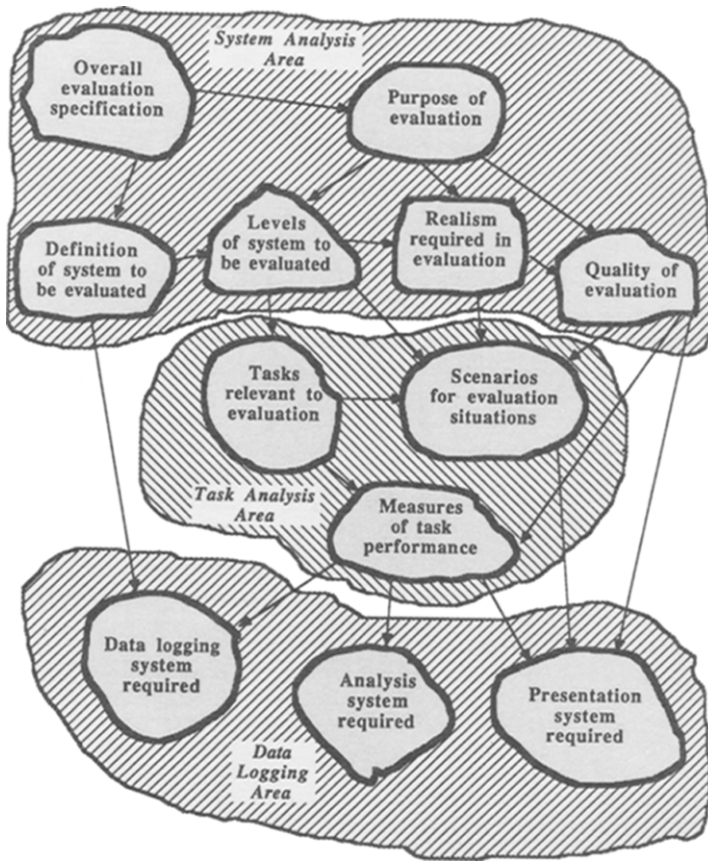 System Analysis
Area
Overall
evaluation
specification
Purpose of
evaluation
Definition
of system to
be evaluated
Levels
of system to
be evaluated
Realism
required in
evaluation
Quality of
evaluation
Tasks
relevant to
evaluation
Scenarios
for evaluation
situations
Task Analysis
Area
Measures
of task
performance
Data logging
system
required
Analysis
system
required
Presentation
system
required
Data
Logging
Area